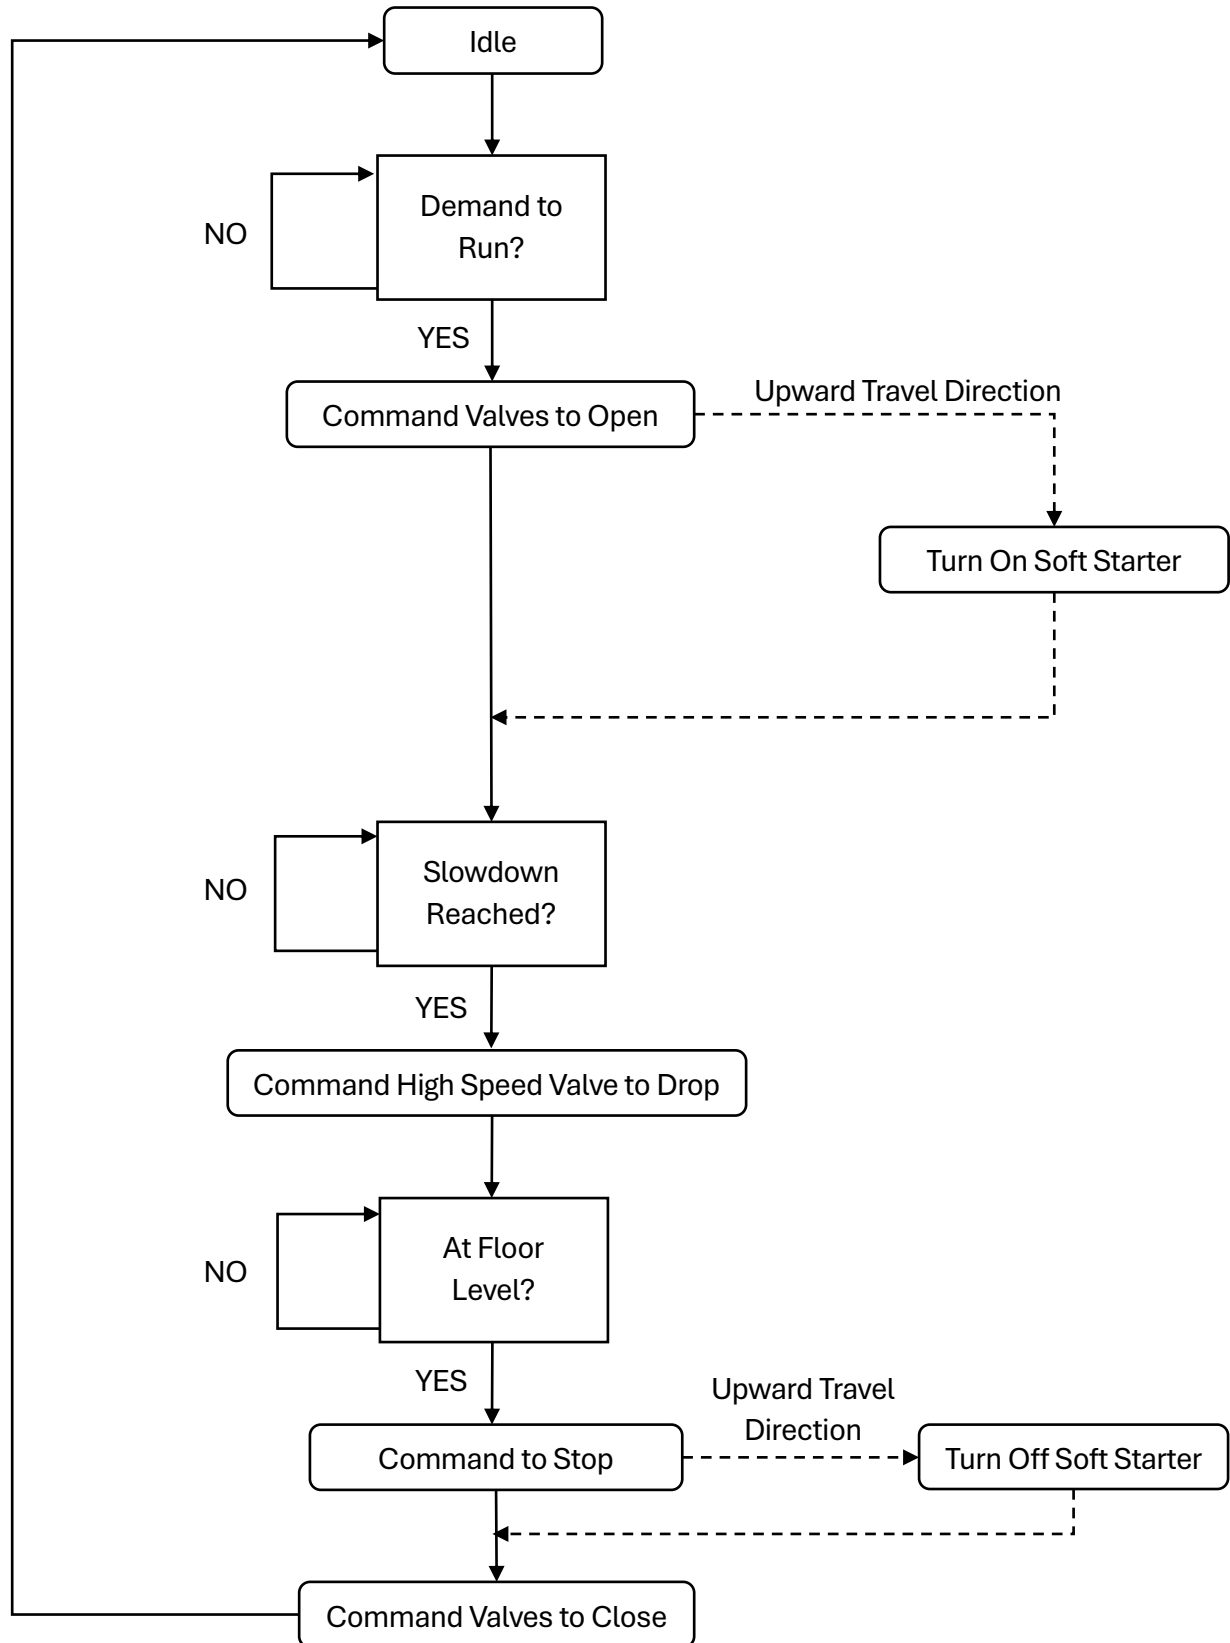 Idle
Demand to
Run?
NO
YES
Command Valves to Open
Upward Travel Direction
Turn On Soft Starter
Slowdown
Reached?
NO
YES
Command High Speed Valve to Drop
At Floor
Level?
NO
YES
Command to Stop
Upward Travel
Direction
Turn Off Soft Starter
Command Valves to Close